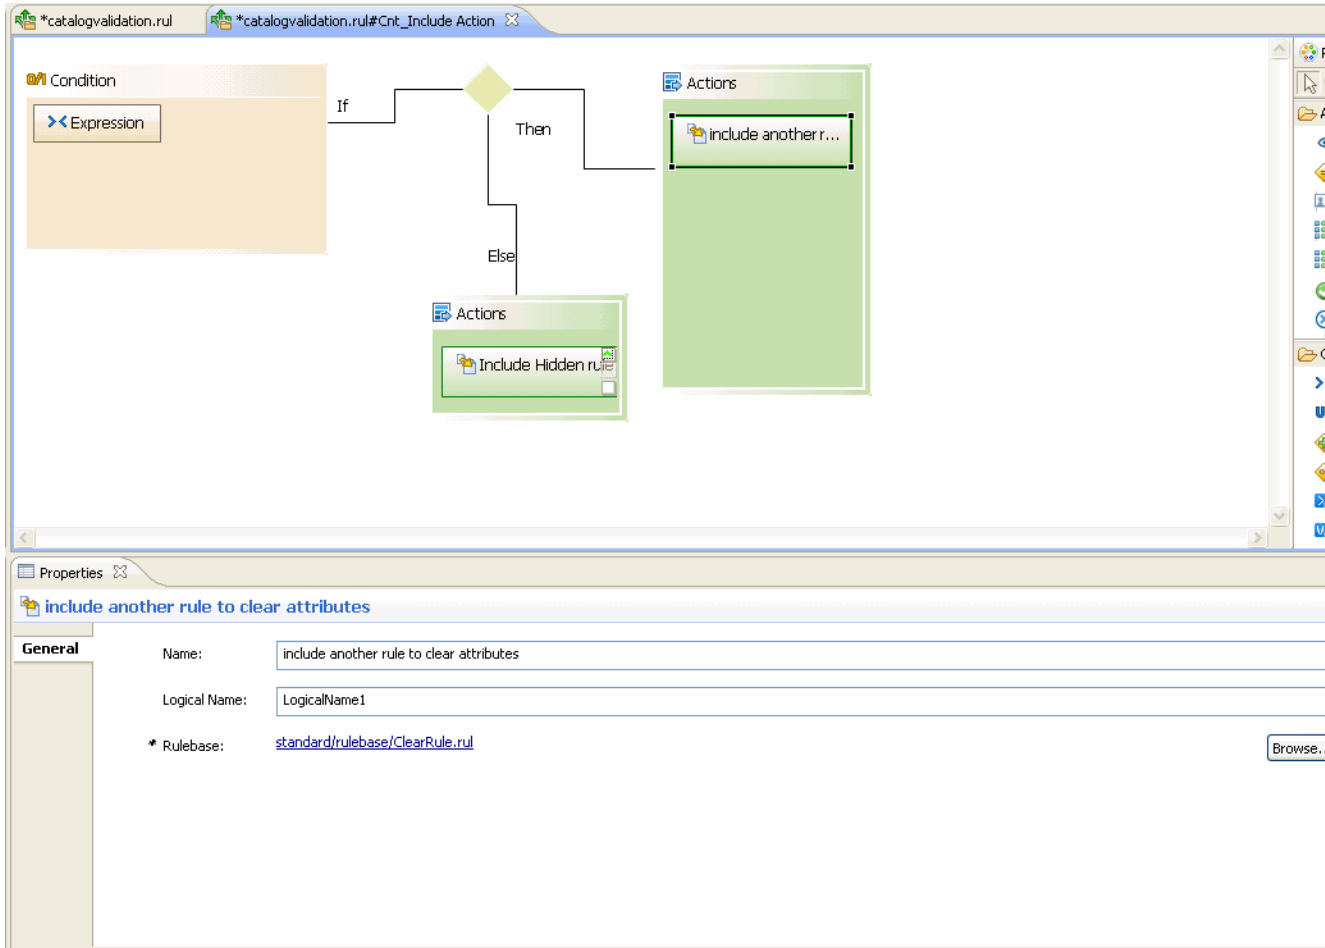 *catalogvalidation.rul
*catalogvalidation.rul#Cnt_Include Action
Condition
Expression
If
Then
Else
Actions
include another r...
Actions
Include Hidden rule
Properties
include another rule to clear attributes
General
Name:
include another rule to clear attributes
Logical Name:
LogicalName1
* Rulebase:
standard/rulebase/ClearRule.rul
Browse..